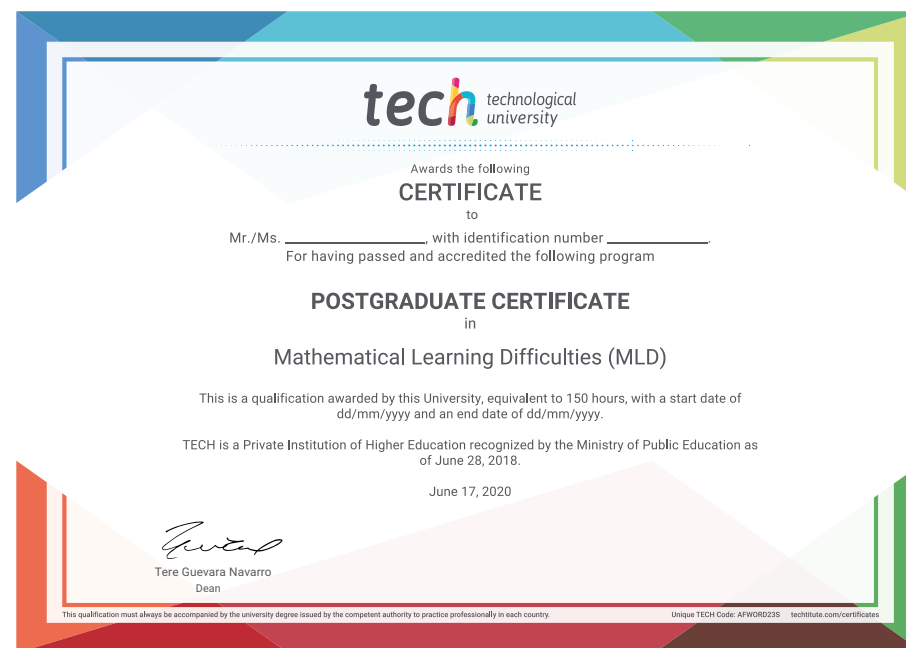 tech technological
university
Awards the following
CERTIFICATE
to
Mr./Ms. ____________________, with identification number ______________.
For having passed and accredited the following program
POSTGRADUATE CERTIFICATE
in
Mathematical Learning Difficulties (MLD)
This is a qualification awarded by this University, equivalent to 150 hours, with a start date of
dd/mm/yyyy and an end date of dd/mm/yyyy.
TECH is a Private Institution of Higher Education recognized by the Ministry of Public Education as
of June 28, 2018.
June 17, 2020
Tere Guevara Navarro
Dean
This qualification must always be accompanied by the university degree issued by the competent authority to practice professionally in each country. Unique TECH Code: AFWORD23S techtitute.com/certificates